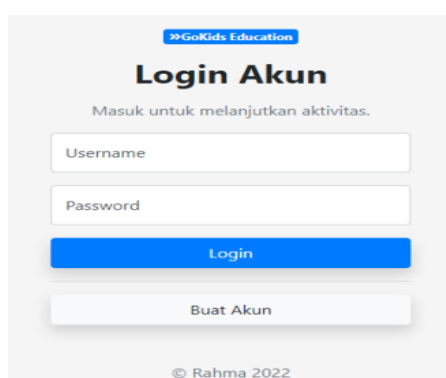 »GoKids Education
Login Akun
Masuk untuk melanjutkan aktivitas.
Username
Password
Login
Buat Akun
© Rahma 2022